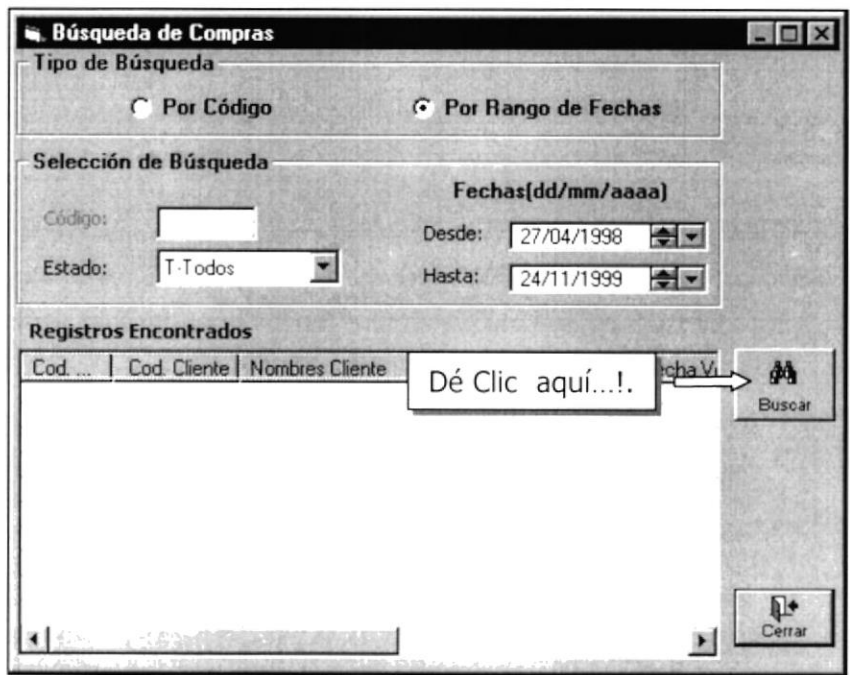 Búsqueda de Compras
Tipo de Búsqueda
Por Código Por Rango de Fechas
Selección de Búsqueda
Fechas(dd/mm/aaaa)
Código:
Desde: 27/04/1998
Estado: T-Todos
Hasta: 24/11/1999
Registros Encontrados
Cod. ... Cod. Cliente Nombres Cliente
Dé Clic aquí...!.
Buscar
Cerrar